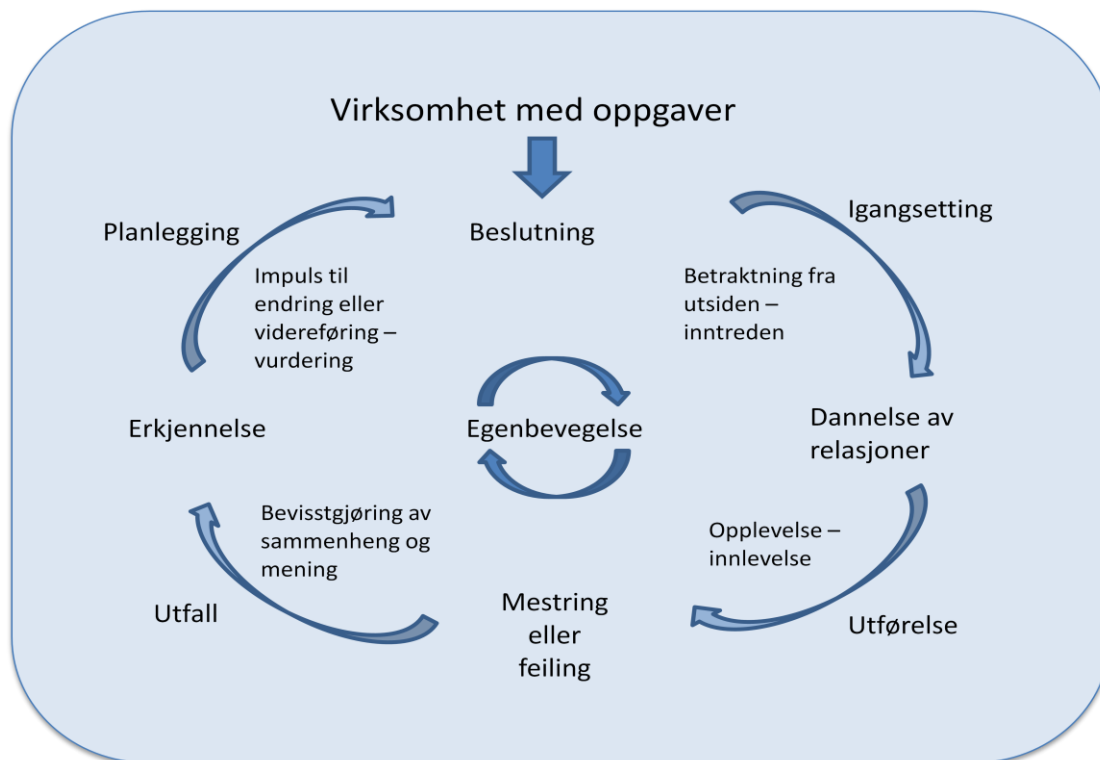 Virksomhet med oppgaver
Planlegging
Beslutning
Igangsetting
Impuls til
endring eller
videreføring –
vurdering
Betraktning fra
utsiden –
inntreden
Erkjennelse
Egenbevegelse
Dannelse av
relasjoner
Bevisstgjøring av
sammenheng og
mening
Opplevelse –
innlevelse
Utfall
Mestring
eller
feiling
Utførelse